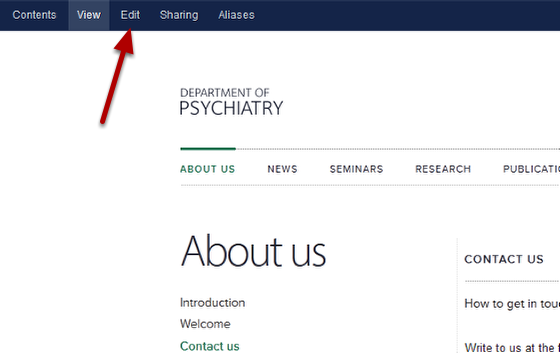 Contents View Edit Sharing Aliases
DEPARTMENT OF
PSYCHIATRY
ABOUT US NEWS SEMINARS RESEARCH PUBLICATI
About us
Introduction
Welcome
Contact us
CONTACT US
How to get in touc
Write to us at the f